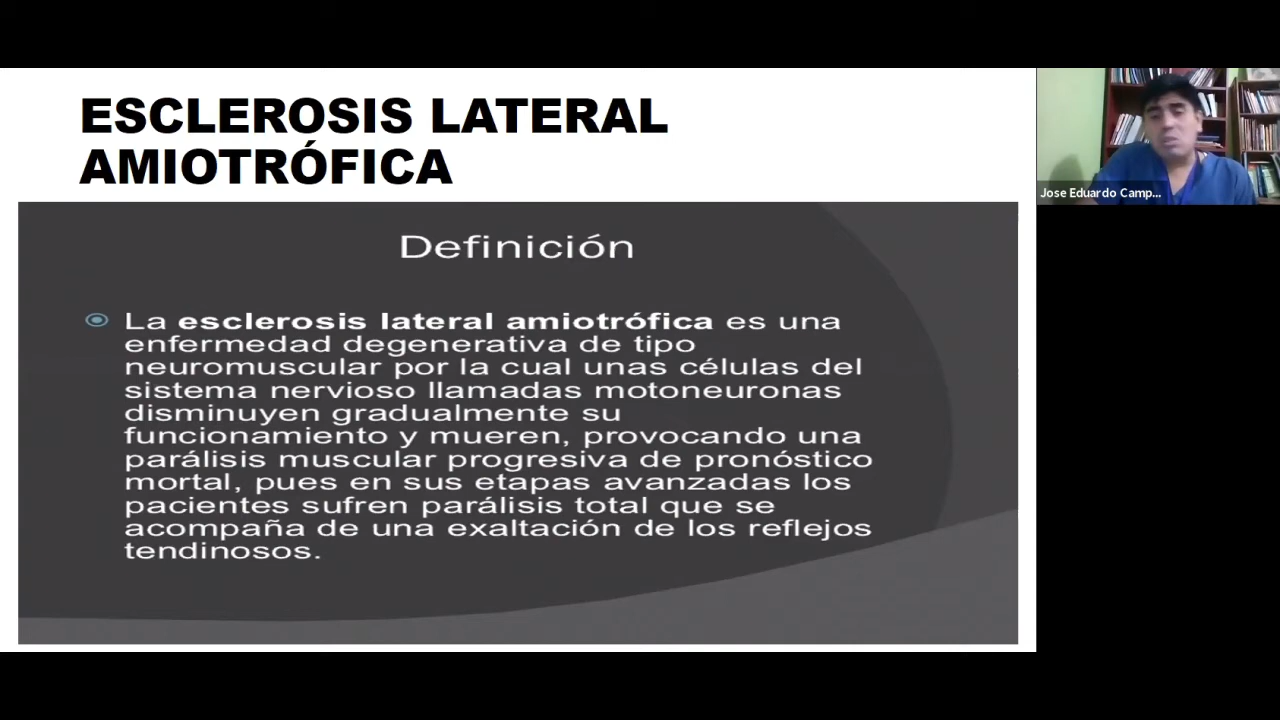 ESCLEROSIS LATERAL
AMIOTRÓFICA
Definición
La esclerosis lateral amiotrófica es una
enfermedad degenerativa de tipo
neuromuscular por la cual unas células del
sistema nervioso llamadas motoneuronas
disminuyen gradualmente su
funcionamiento y mueren, provocando una
parálisis muscular progresiva de pronóstico
mortal, pues en sus etapas avanzadas los
pacientes sufren parálisis total que se
acompaña de una exaltación de los reflejos
tendinosos.
Jose Eduardo Camp...